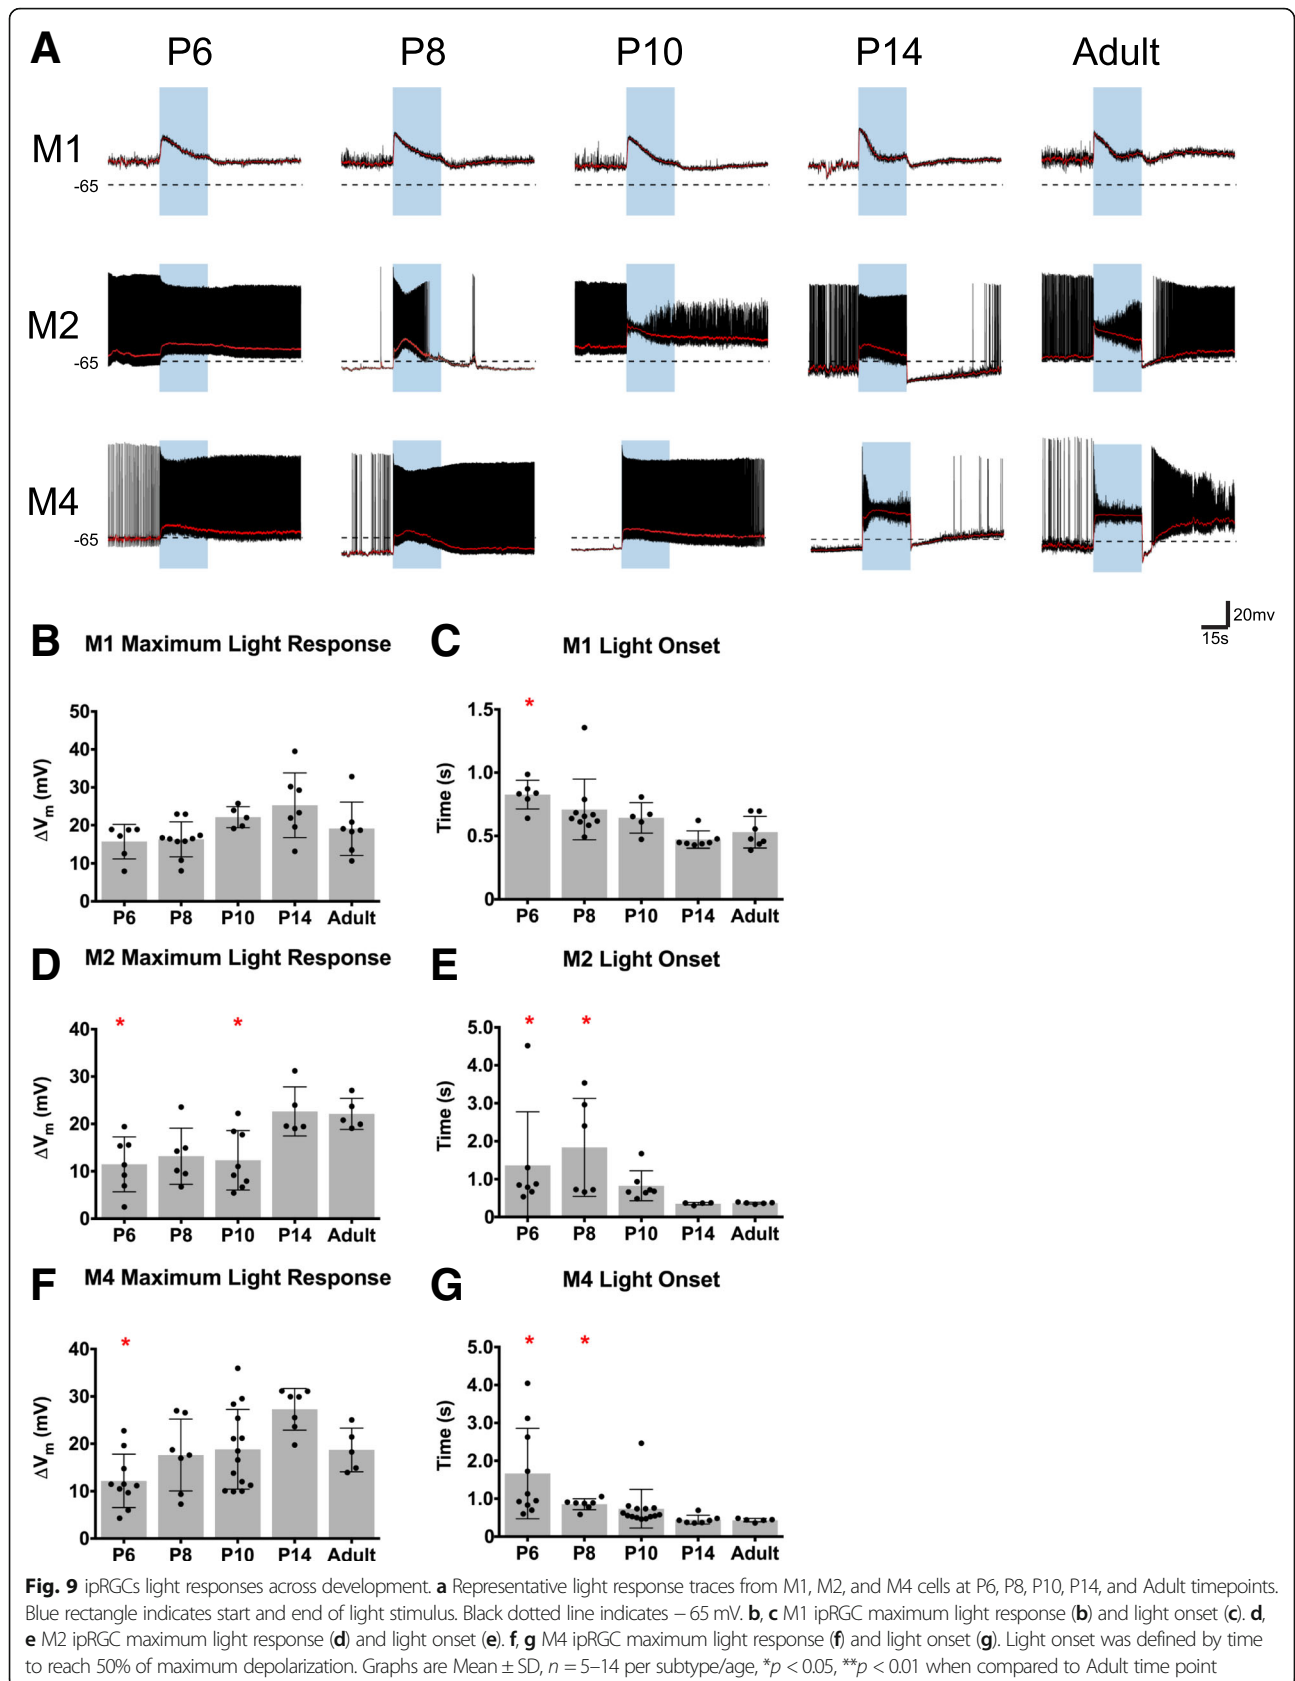 A
P6 P8 P10 P14 Adult
M1
-65
M2
-65
M4
-65
20mv
15s
B M1 Maximum Light Response
50
40
30
20
10
0
ΔVm (mV)
P6 P8 P10 P14 Adult
C M1 Light Onset
*
1.5
1.0
0.5
0
Time (s)
P6 P8 P10 P14 Adult
D M2 Maximum Light Response
* *
40
30
20
10
0
ΔVm (mV)
P6 P8 P10 P14 Adult
E M2 Light Onset
* *
5.0
4.0
3.0
2.0
1.0
0
Time (s)
P6 P8 P10 P14 Adult
F M4 Maximum Light Response
*
40
30
20
10
0
ΔVm (mV)
P6 P8 P10 P14 Adult
G M4 Light Onset
* *
5.0
4.0
3.0
2.0
1.0
0
Time (s)
P6 P8 P10 P14 Adult
Fig. 9 ipRGCs light responses across development. a Representative light response traces from M1, M2, and M4 cells at P6, P8, P10, P14, and Adult timepoints.
Blue rectangle indicates start and end of light stimulus. Black dotted line indicates − 65 mV. b, c M1 ipRGC maximum light response (b) and light onset (c). d,
e M2 ipRGC maximum light response (d) and light onset (e). f, g M4 ipRGC maximum light response (f) and light onset (g). Light onset was defined by time
to reach 50% of maximum depolarization. Graphs are Mean ± SD, n = 5–14 per subtype/age, *p < 0.05, **p < 0.01 when compared to Adult time point